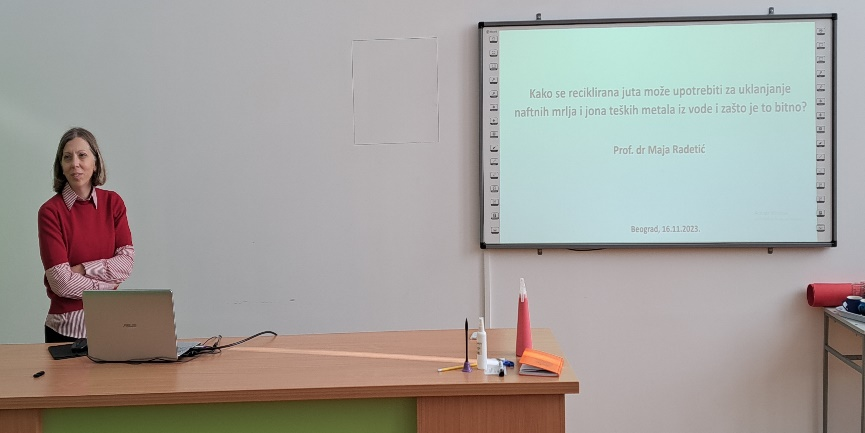 Kako se reciklirana juta može upotrebiti za uklanjanje
naftnih mrlja i jona teških metala iz vode i zašto je to bitno?
Prof. dr Maja Radetić
Beograd, 16.11.2023.
ASUS